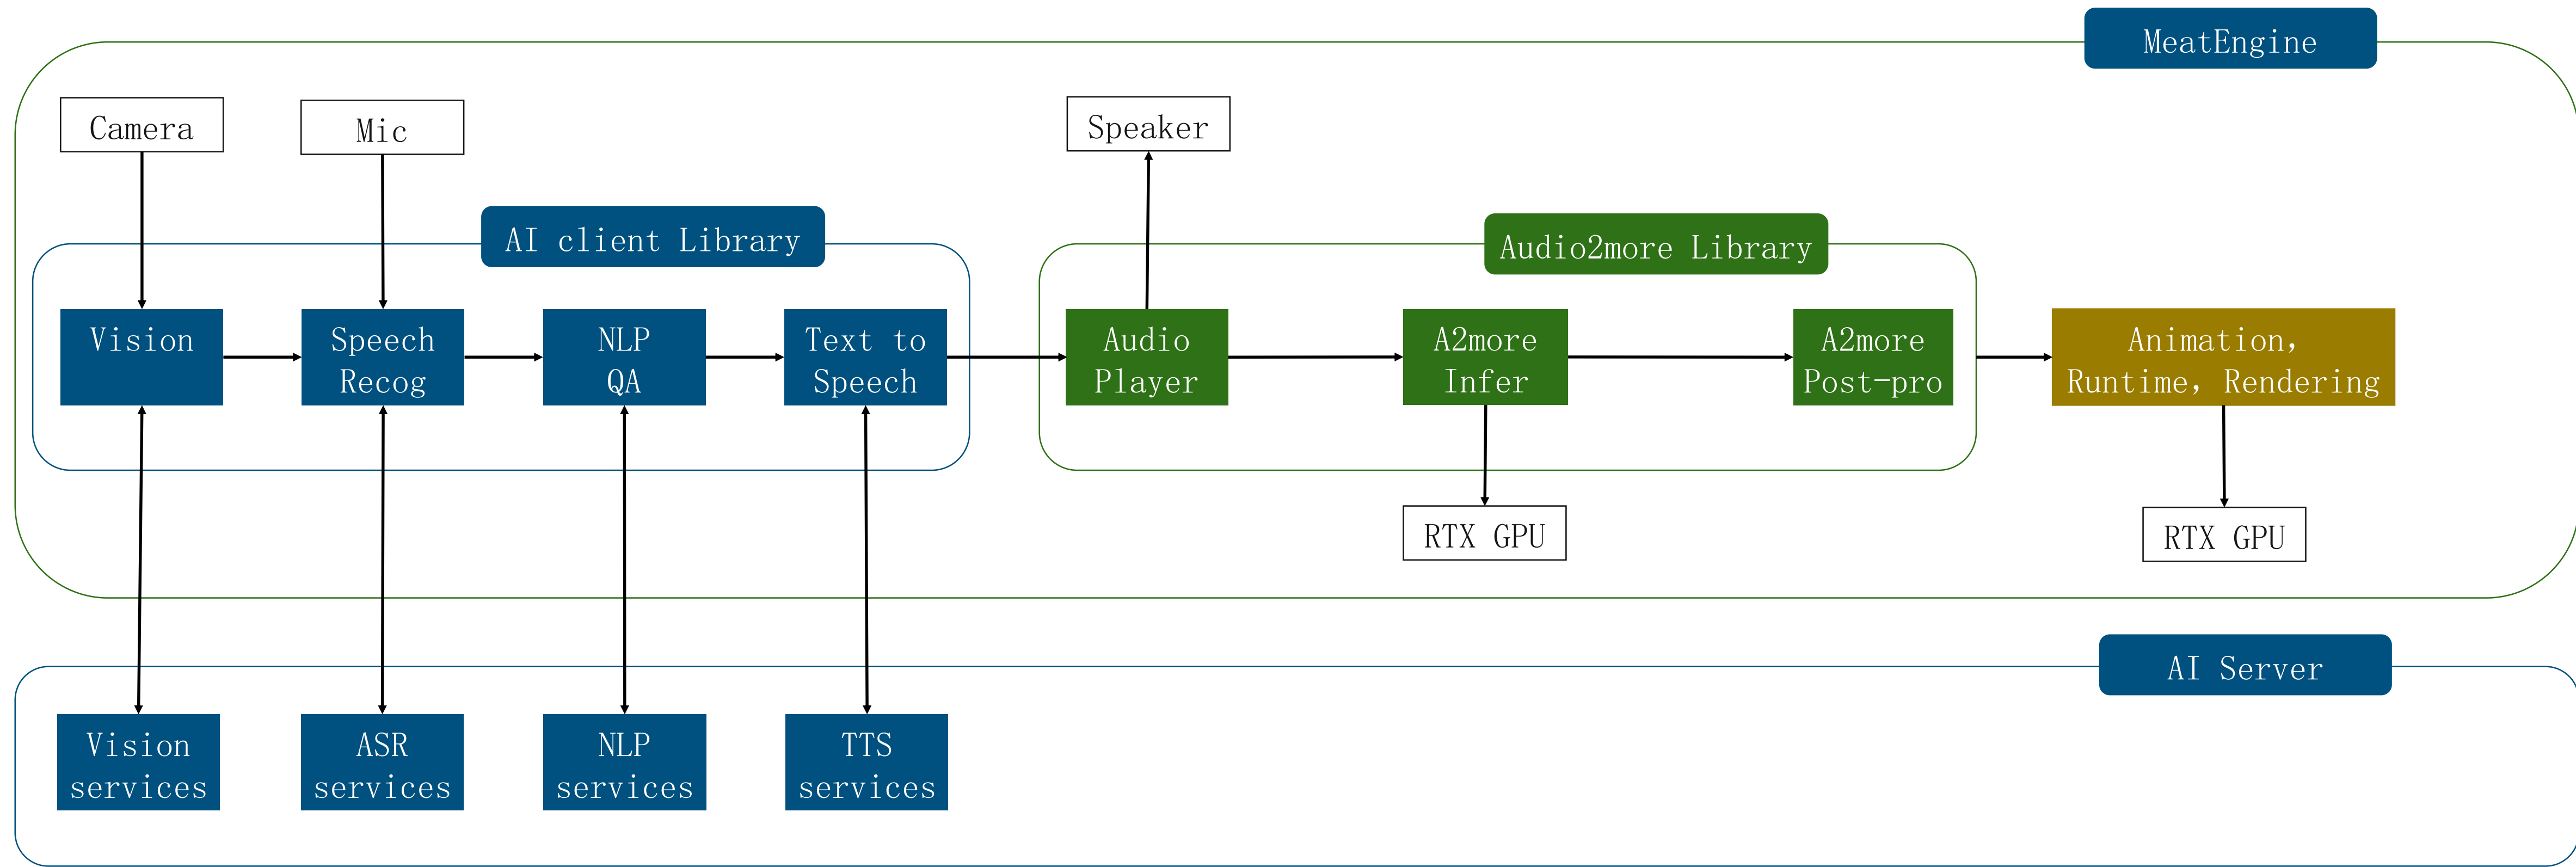 MeatEngine
Camera
Mic
Speaker
AI client Library
Audio2more Library
Vision
Speech
Recog
NLP
QA
Text to
Speech
Audio
Player
A2more
Infer
A2more
Post-pro
Animation,
Runtime, Rendering
RTX GPU
RTX GPU
AI Server
Vision
services
ASR
services
NLP
services
TTS
services